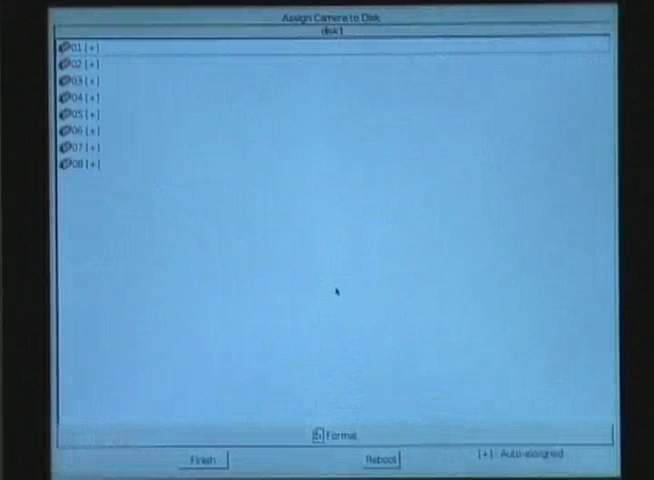 Assign Camera to Disk
disk1
01 [+]
02 [+]
03 [+]
04 [+]
05 [+]
06 [+]
07 [+]
08 [+]
Format
Finish
Reboot
[+] : Auto-assigned